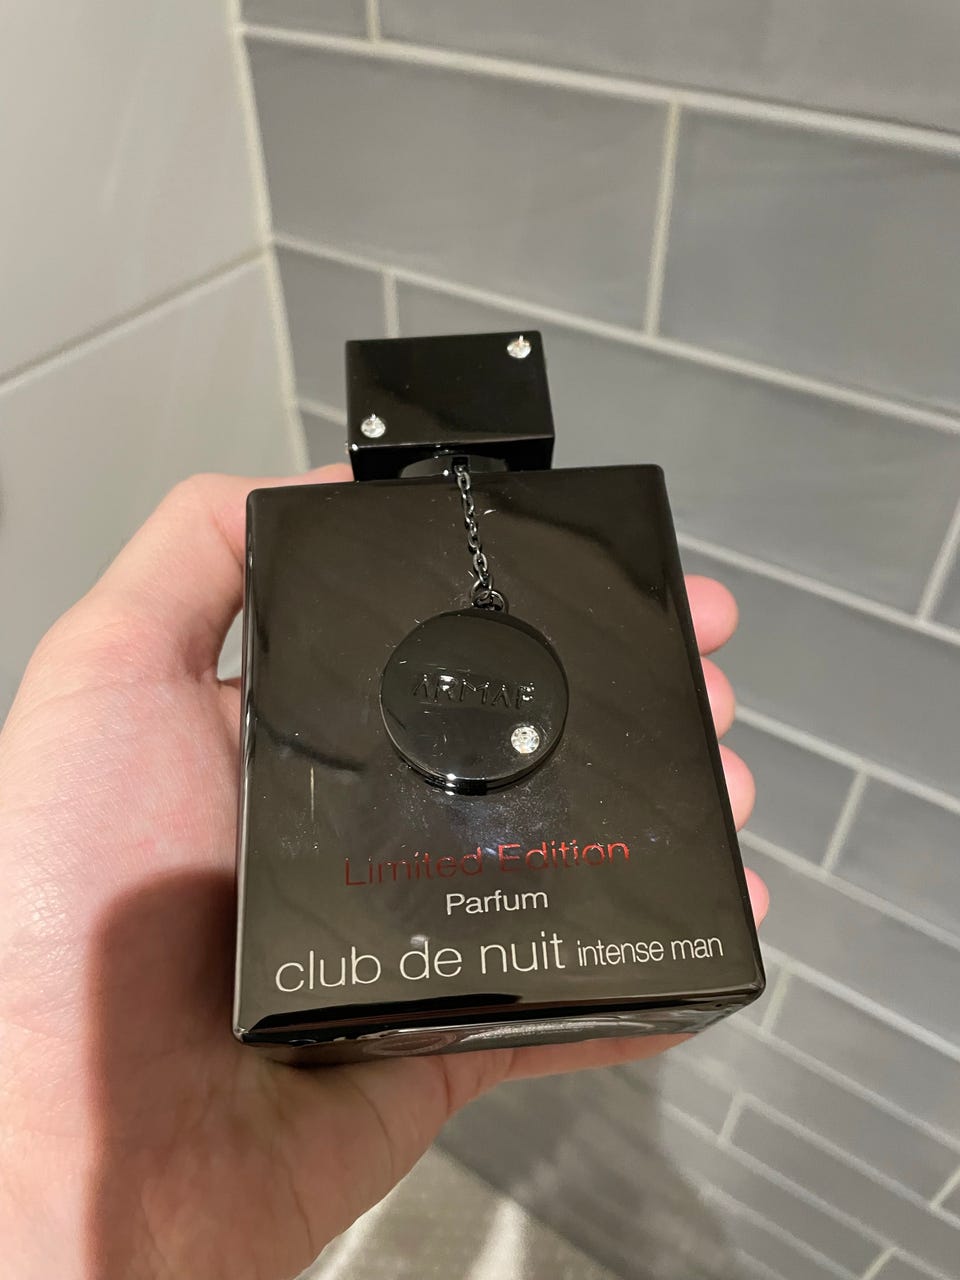 ARMAF
Limited Edition
Parfum
club de nuit intense man